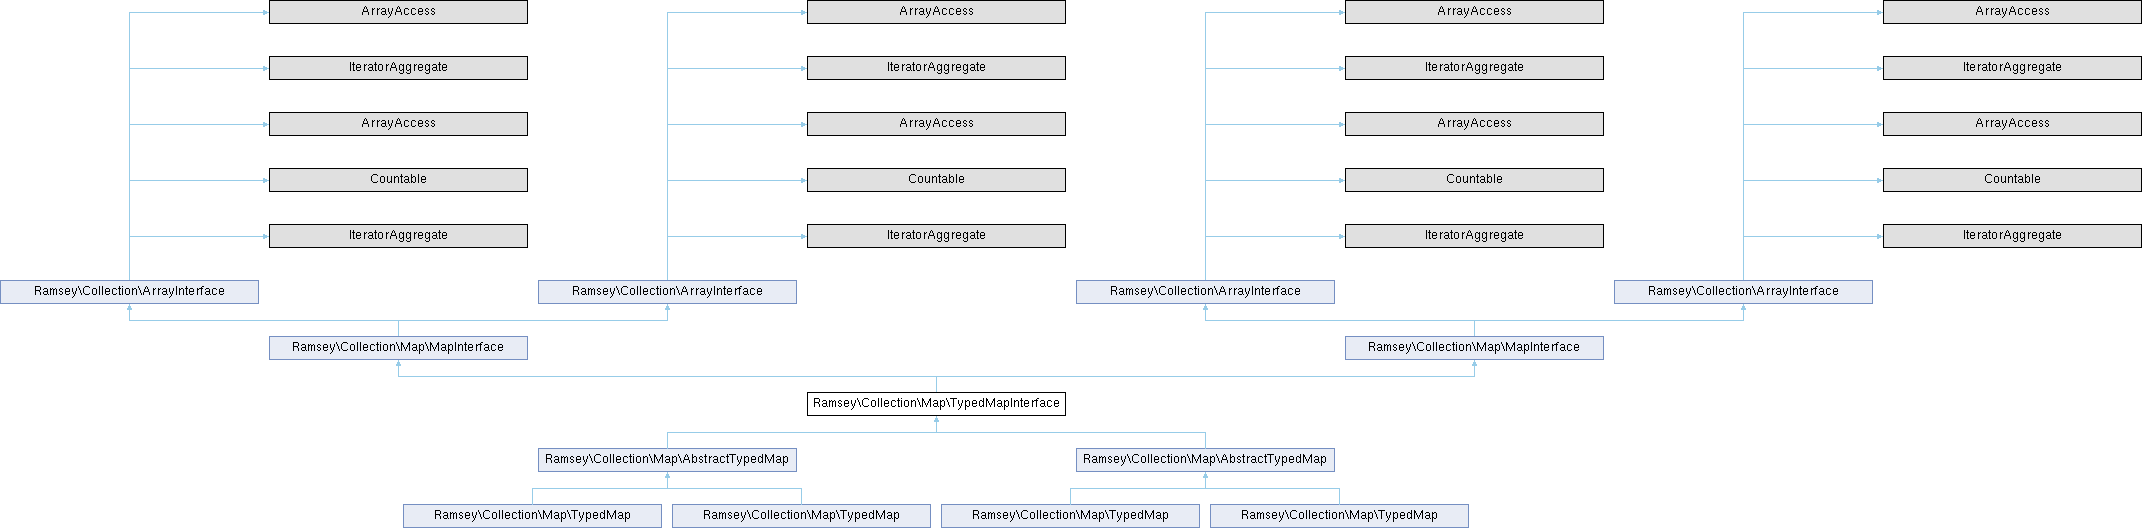 ArrayAccess
ArrayAccess
ArrayAccess
ArrayAccess
IteratorAggregate
IteratorAggregate
IteratorAggregate
IteratorAggregate
ArrayAccess
ArrayAccess
ArrayAccess
ArrayAccess
Countable
Countable
Countable
Countable
IteratorAggregate
IteratorAggregate
IteratorAggregate
IteratorAggregate
Ramsey\Collection\ArrayInterface
Ramsey\Collection\ArrayInterface
Ramsey\Collection\ArrayInterface
Ramsey\Collection\ArrayInterface
Ramsey\Collection\Map\MapInterface
Ramsey\Collection\Map\MapInterface
Ramsey\Collection\Map\TypedMapInterface
Ramsey\Collection\Map\AbstractTypedMap
Ramsey\Collection\Map\AbstractTypedMap
Ramsey\Collection\Map\TypedMap
Ramsey\Collection\Map\TypedMap
Ramsey\Collection\Map\TypedMap
Ramsey\Collection\Map\TypedMap